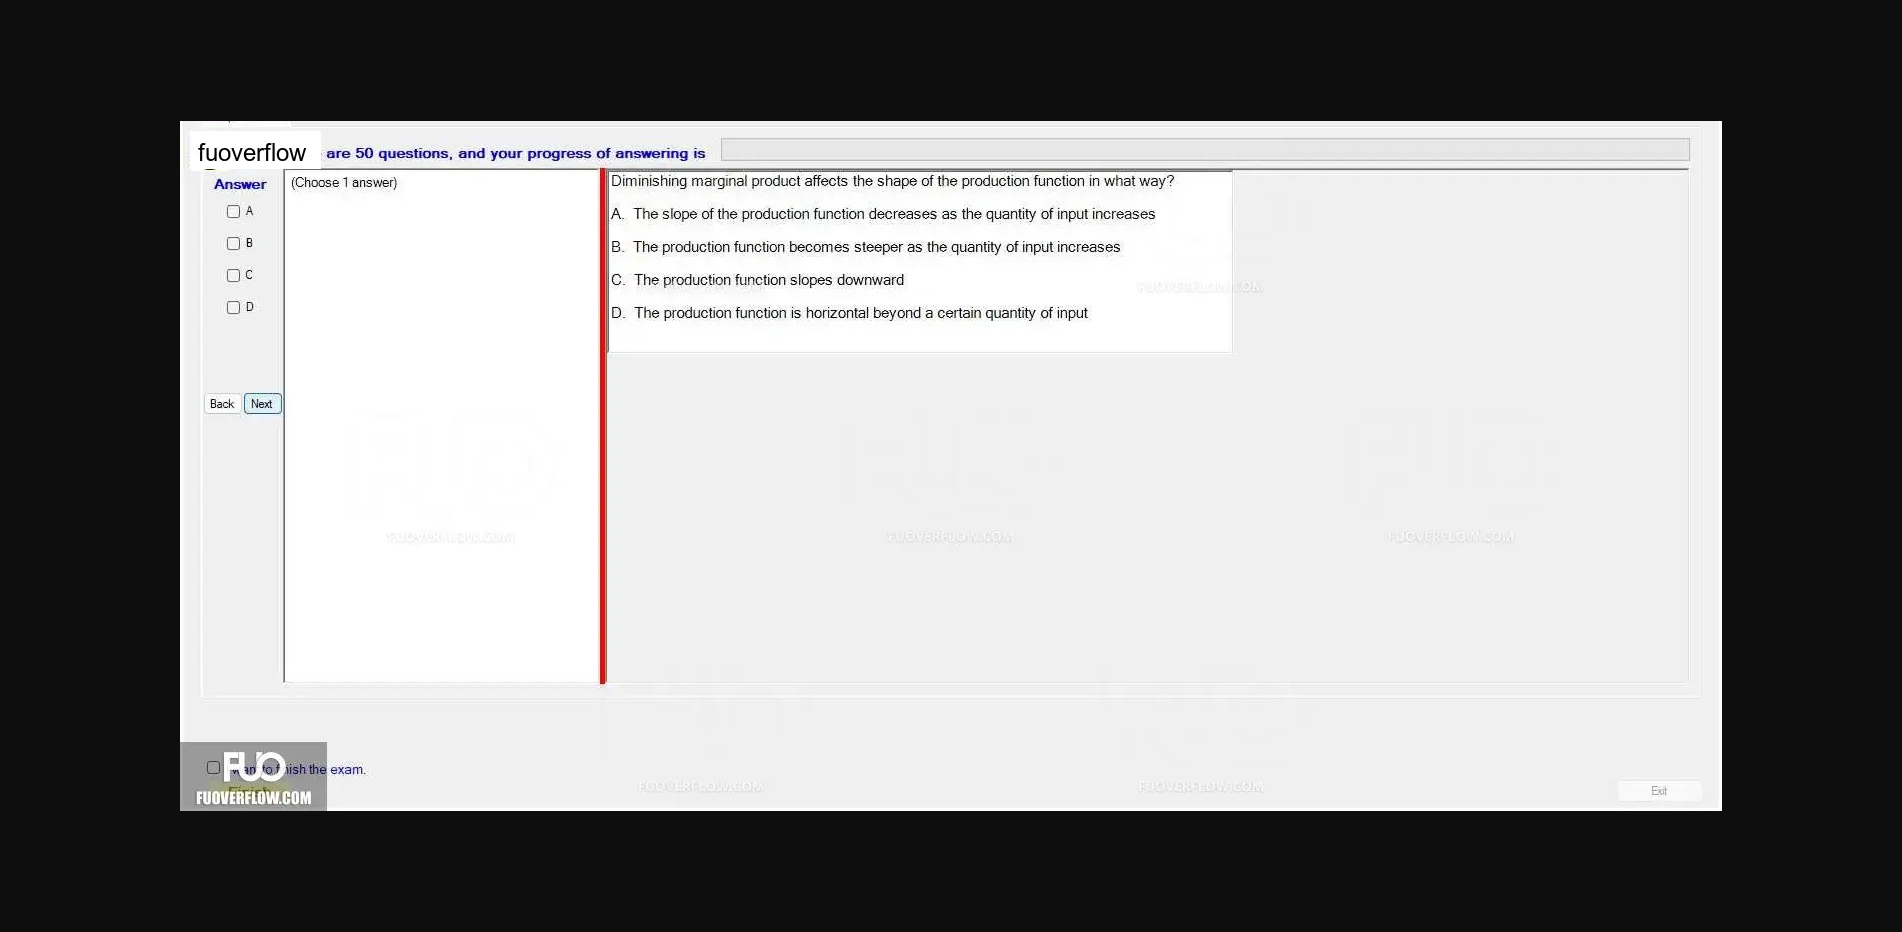 fuoverflow are 50 questions, and your progress of answering is
Answer
(Choose 1 answer)
A
B
C
D
Back Next
Diminishing marginal product affects the shape of the production function in what way?
A. The slope of the production function decreases as the quantity of input increases
B. The production function becomes steeper as the quantity of input increases
C. The production function slopes downward
D. The production function is horizontal beyond a certain quantity of input
FUOVERFLOW.COM
FUOVERFLOW.COM
FUOVERFLOW.COM
FUOVERFLOW.COM
FUO
want to finish the exam.
Finish
FUOVERFLOW.COM
FUOVERFLOW.COM
FUOVERFLOW.COM
Exit